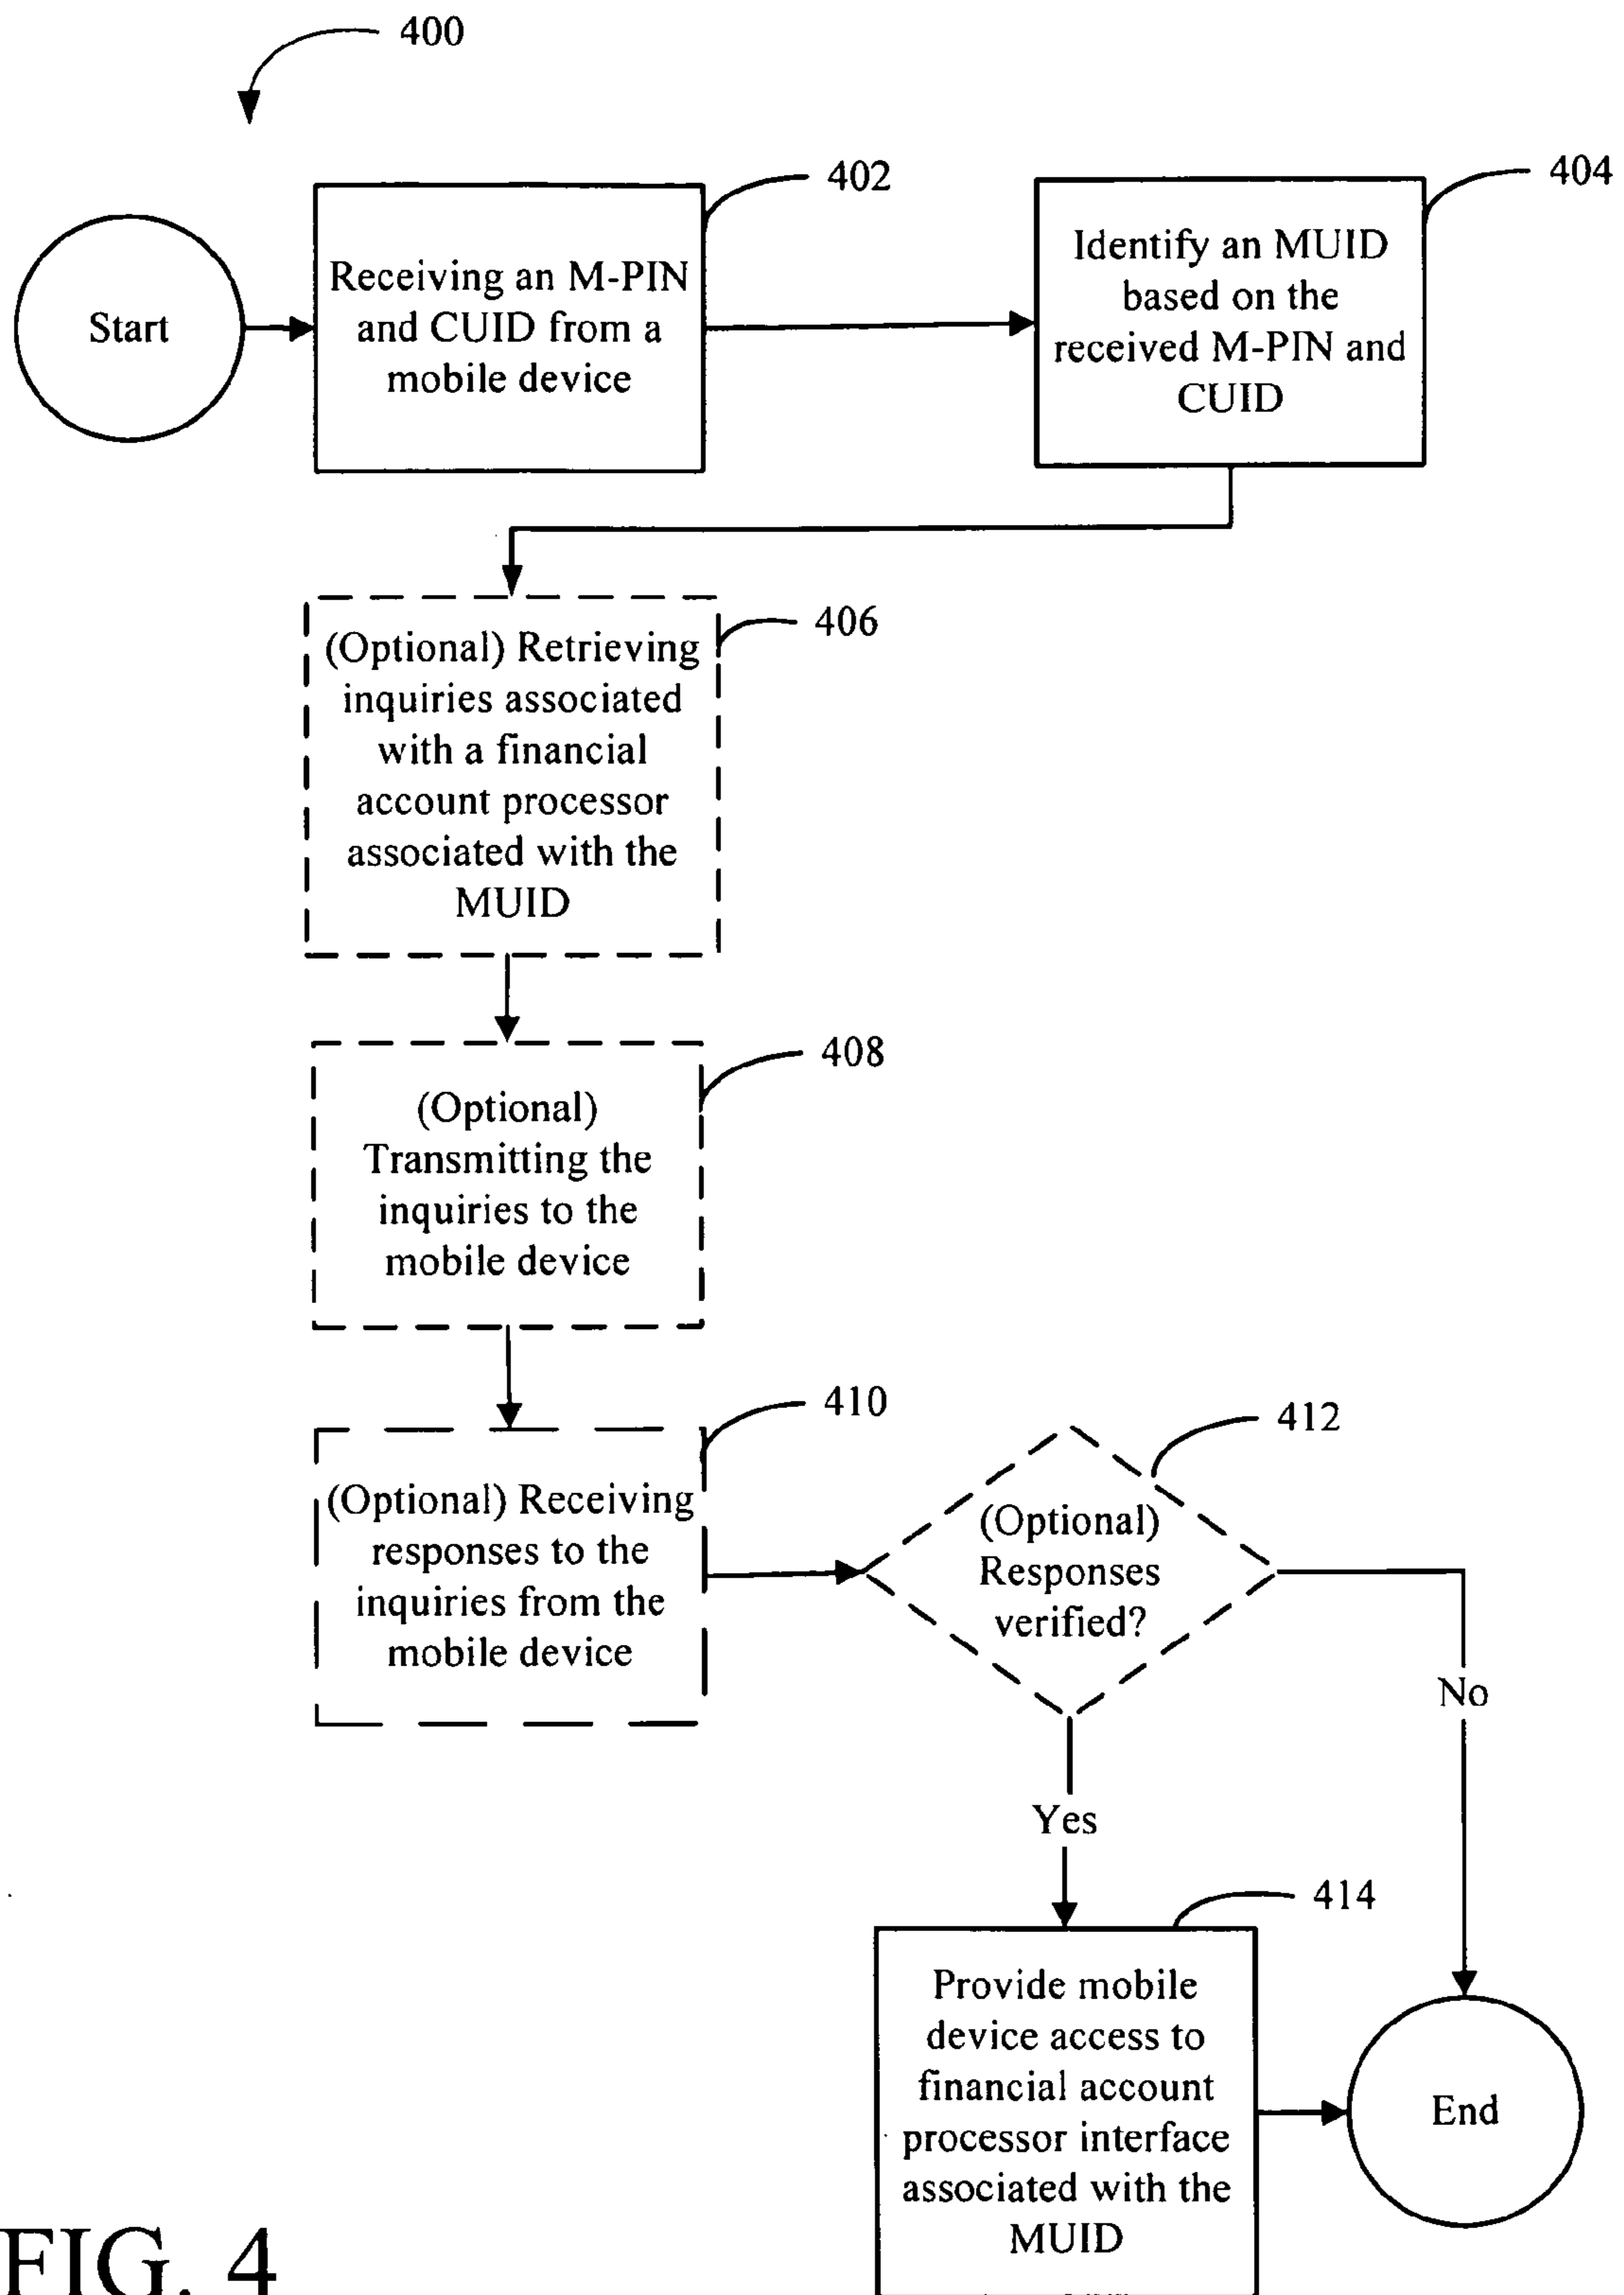 400
402
404
Start
Receiving an M-PIN
and CUID from a
mobile device
Identify an MUID
based on the
received M-PIN and
CUID
406
(Optional) Retrieving
inquiries associated
with a financial
account processor
associated with the
MUID
408
(Optional)
Transmitting the
inquiries to the
mobile device
410
(Optional) Receiving
responses to the
inquiries from the
mobile device
412
(Optional)
Responses
verified?
No
Yes
414
Provide mobile
device access to
financial account
processor interface
associated with the
MUID
End
FIG. 4